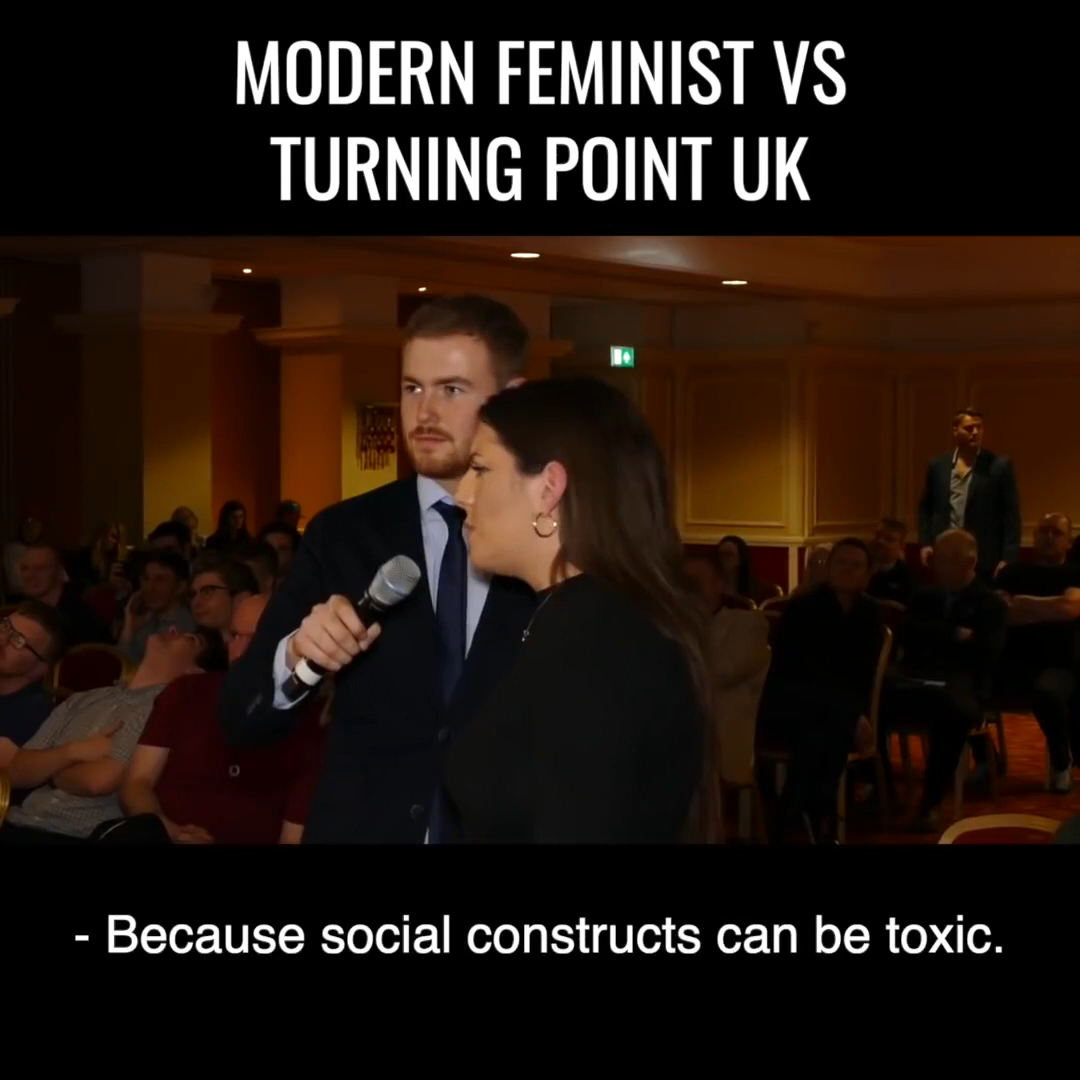 MODERN FEMINIST VS
TURNING POINT UK
- Because social constructs can be toxic.